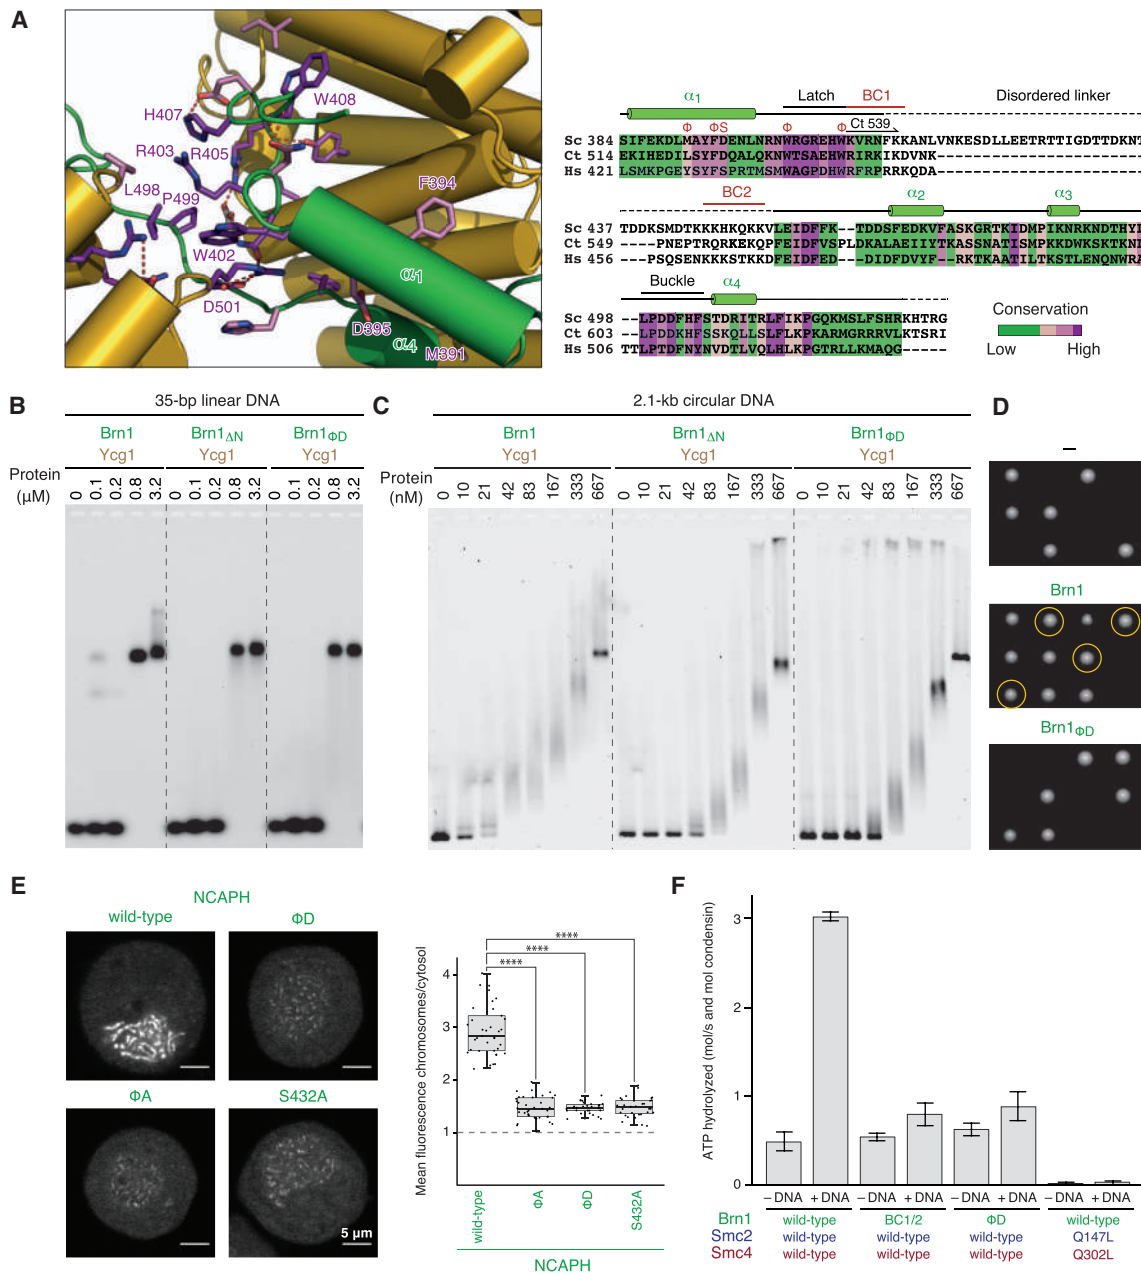 A
H407
W408
R403
R405
L498
P499
F394
W402
α1
D501
D395
α4
M391
α1
Latch
BC1
Disordered linker
Φ ΦS Φ Φ Ct 539
Sc 384 SIFEKDLMAYFDENLNRNWRGREHWKVRNFKKANLVNKESDLLEETRTTIGDTTDKNT
Ct 514 EKIHEDILSYFDQALQKNWTSAEHWRIRKIKDVNK
Hs 421 LSMKPGEYSYFSPRTMSMWAGPDHWRFRPRRKQDA
BC2
α2
α3
Sc 437 TDDKSMDTKKKHKQKKVLEIDFFK--TDDSFEDKVFASKGRTKIDMPIKNRKNDTHYL
Ct 549 ----PNEPTRQRKEKQPFEIDFVSPLDKALAELIYTKASSNATISMPKKDWKSKTKN
Hs 456 ----PSQSENKKKSTKKDFEIDFED--DIDFDVYF--RKTKAATILTKSTLENQNWRA
Buckle
α4
Sc 498 --LPDDFHFSTDRITRLFIKPGQKMSLFSHRKHTRG
Ct 603 --LPDDKHFSSKQLLSLFLKPKARMGRRVLKTSRI
Hs 506 TTLPTDFNYNVDTLVQLHLKPGTRLLKMAQG----
Conservation
Low High
B
35-bp linear DNA
Brn1 Brn1ΔN Brn1ΦD
Ycg1 Ycg1 Ycg1
Protein (µM) 0 0.1 0.2 0.8 3.2 0 0.1 0.2 0.8 3.2 0 0.1 0.2 0.8 3.2
C
2.1-kb circular DNA
Brn1 Brn1ΔN Brn1ΦD
Ycg1 Ycg1 Ycg1
Protein (nM) 0 10 21 42 83 167 333 667 0 10 21 42 83 167 333 667 0 10 21 42 83 167 333 667
D
–
Brn1
Brn1ΦD
E
NCAPH
wild-type ΦD
ΦA S432A
5 µm
Mean fluorescence chromosomes/cytosol
4
3
2
1
**** 
****
****
wild-type ΦA ΦD S432A
NCAPH
F
ATP hydrolyzed (mol/s and mol condensin)
3
2
1
0
– DNA + DNA – DNA + DNA – DNA + DNA – DNA + DNA
Brn1 wild-type BC1/2 ΦD wild-type
Smc2 wild-type wild-type wild-type Q147L
Smc4 wild-type wild-type wild-type Q302L